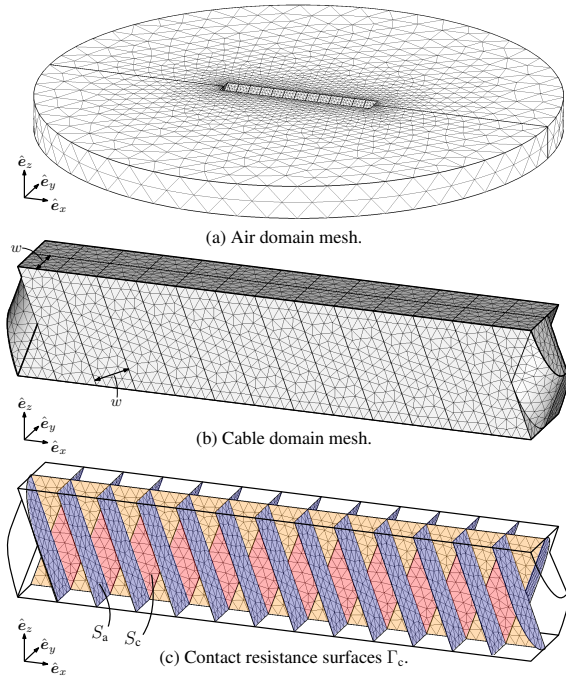 ê_z
ê_y
ê_x
(a) Air domain mesh.
w
w
ê_z
ê_y
ê_x
(b) Cable domain mesh.
S_a
S_c
ê_z
ê_y
ê_x
(c) Contact resistance surfaces Γ_c.